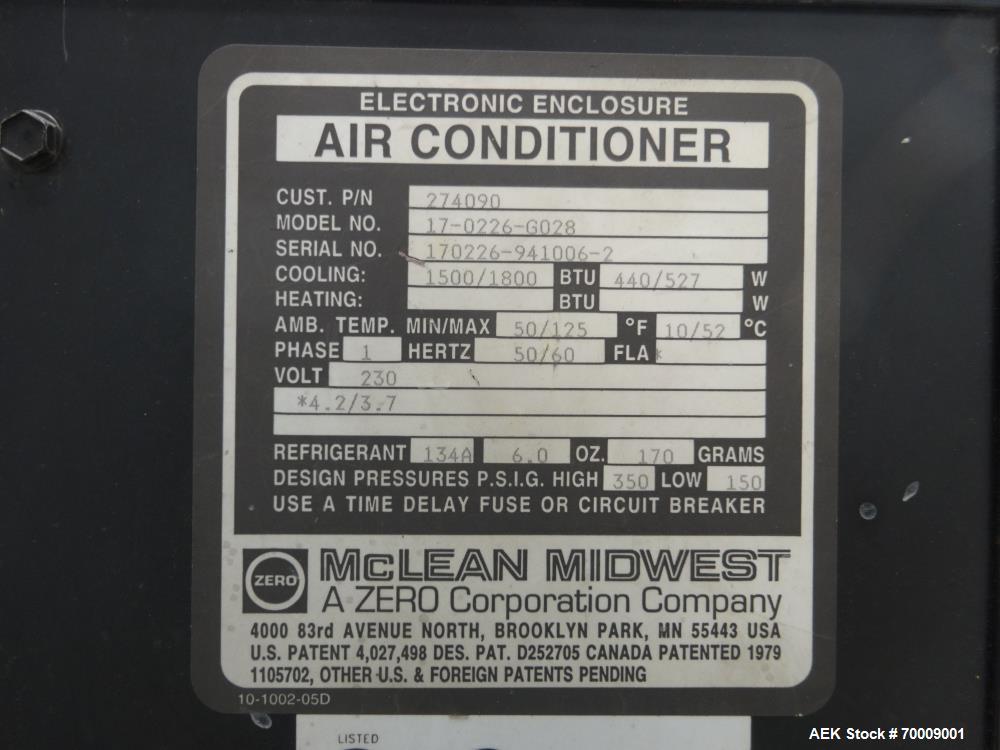 ELECTRONIC ENCLOSURE
AIR CONDITIONER
CUST. P/N 274090
MODEL NO. 17-0226-G028
SERIAL NO. 170226-941006-2
COOLING: 1500/1800 BTU 440/527 W
HEATING: BTU W
AMB. TEMP. MIN/MAX 50/125 °F 10/52 °C
PHASE 1 HERTZ 50/60 FLA *
VOLT 230
*4.2/3.7
REFRIGERANT 134A 6.0 OZ. 170 GRAMS
DESIGN PRESSURES P.S.I.G. HIGH 350 LOW 150
USE A TIME DELAY FUSE OR CIRCUIT BREAKER
ZERO McLEAN MIDWEST
A ZERO Corporation Company
4000 83rd AVENUE NORTH, BROOKLYN PARK, MN 55443 USA
U.S. PATENT 4,027,498 DES. PAT. D252705 CANADA PATENTED 1979
1105702, OTHER U.S. & FOREIGN PATENTS PENDING
10-1002-05D
LISTED
AEK Stock # 70009001